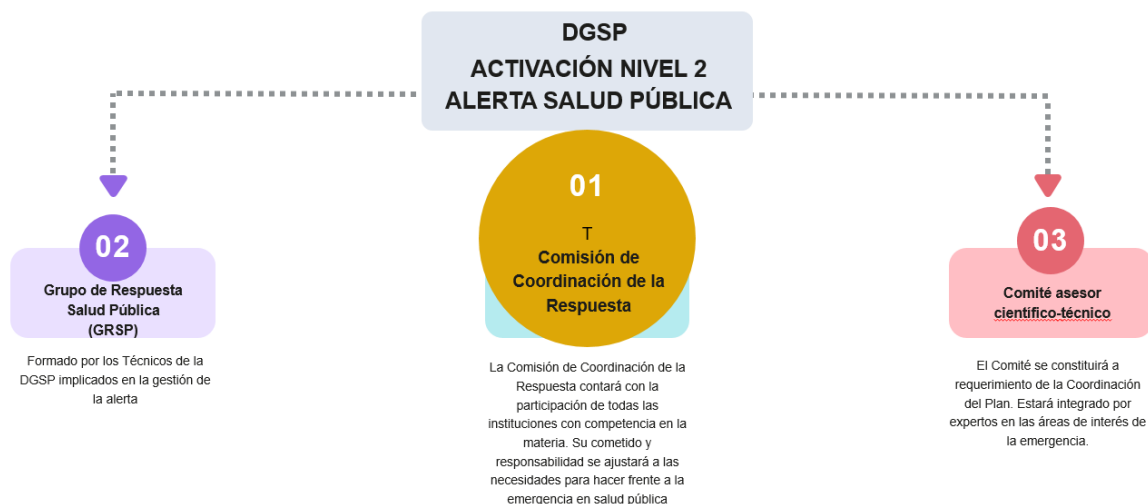 DGSP
ACTIVACIÓN NIVEL 2
ALERTA SALUD PÚBLICA
01
T
Comisión de
Coordinación de la
Respuesta
La Comisión de Coordinación de la
Respuesta contará con la
participación de todas las
instituciones con competencia en la
materia. Su cometido y
responsabilidad se ajustará a las
necesidades para hacer frente a la
emergencia en salud pública
02
Grupo de Respuesta
Salud Pública
(GRSP)
Formado por los Técnicos de la
DGSP implicados en la gestión de
la alerta
03
Comité asesor
científico-técnico
El Comité se constituirá a
requerimiento de la Coordinación
del Plan. Estará integrado por
expertos en las áreas de interés de
la emergencia.